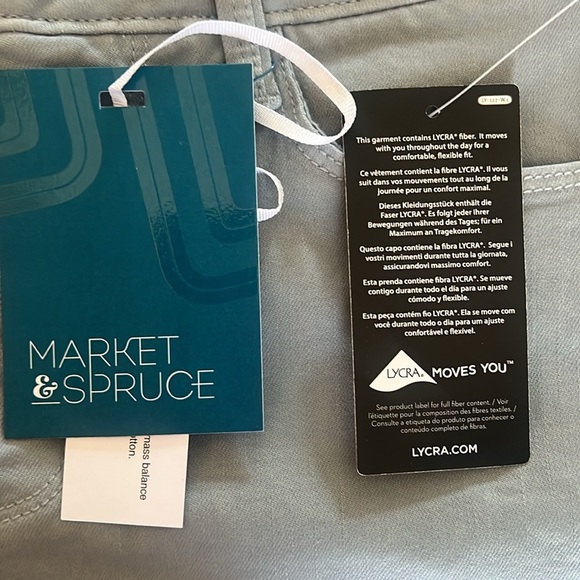 MARKET
& SPRUCE
mass balance
otton.
This garment contains LYCRA® fiber. It moves
with you throughout the day for a
comfortable, flexible fit.
Ce vêtement contient la fibre LYCRA®. Il vous
suit dans vos mouvements tout au long de la
journée pour un confort maximal.
Dieses Kleidungsstück enthält die
Faser LYCRA®. Es folgt jeder Ihrer
Bewegungen während des Tages; für ein
Maximum an Tragekomfort.
Questo capo contiene la fibra LYCRA®. Segue i
vostri movimenti durante tutta la giornata,
assicurandovi massimo comfort.
Esta prenda contiene fibra LYCRA®. Se mueve
contigo durante todo el día para un ajuste
cómodo y flexible.
Esta peça contém fio LYCRA®. Ela se move com
você durante todo o dia para um ajuste
confortável e flexível.
LYCRA® MOVES YOU™
See product label for full fiber content. / Voir
l'étiquette pour la composition des fibres textiles. /
Consulte a etiqueta do produto para conhecer o
conteúdo completo de fibras.
LYCRA.COM